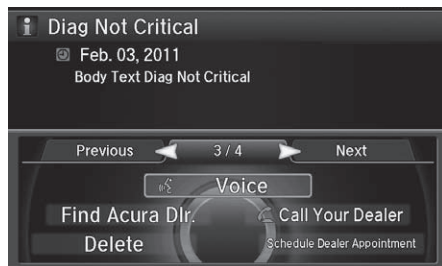 i Diag Not Critical
Feb. 03, 2011
Body Text Diag Not Critical
Previous 3 / 4 Next
Voice
Find Acura Dlr. Call Your Dealer
Delete Schedule Dealer Appointment